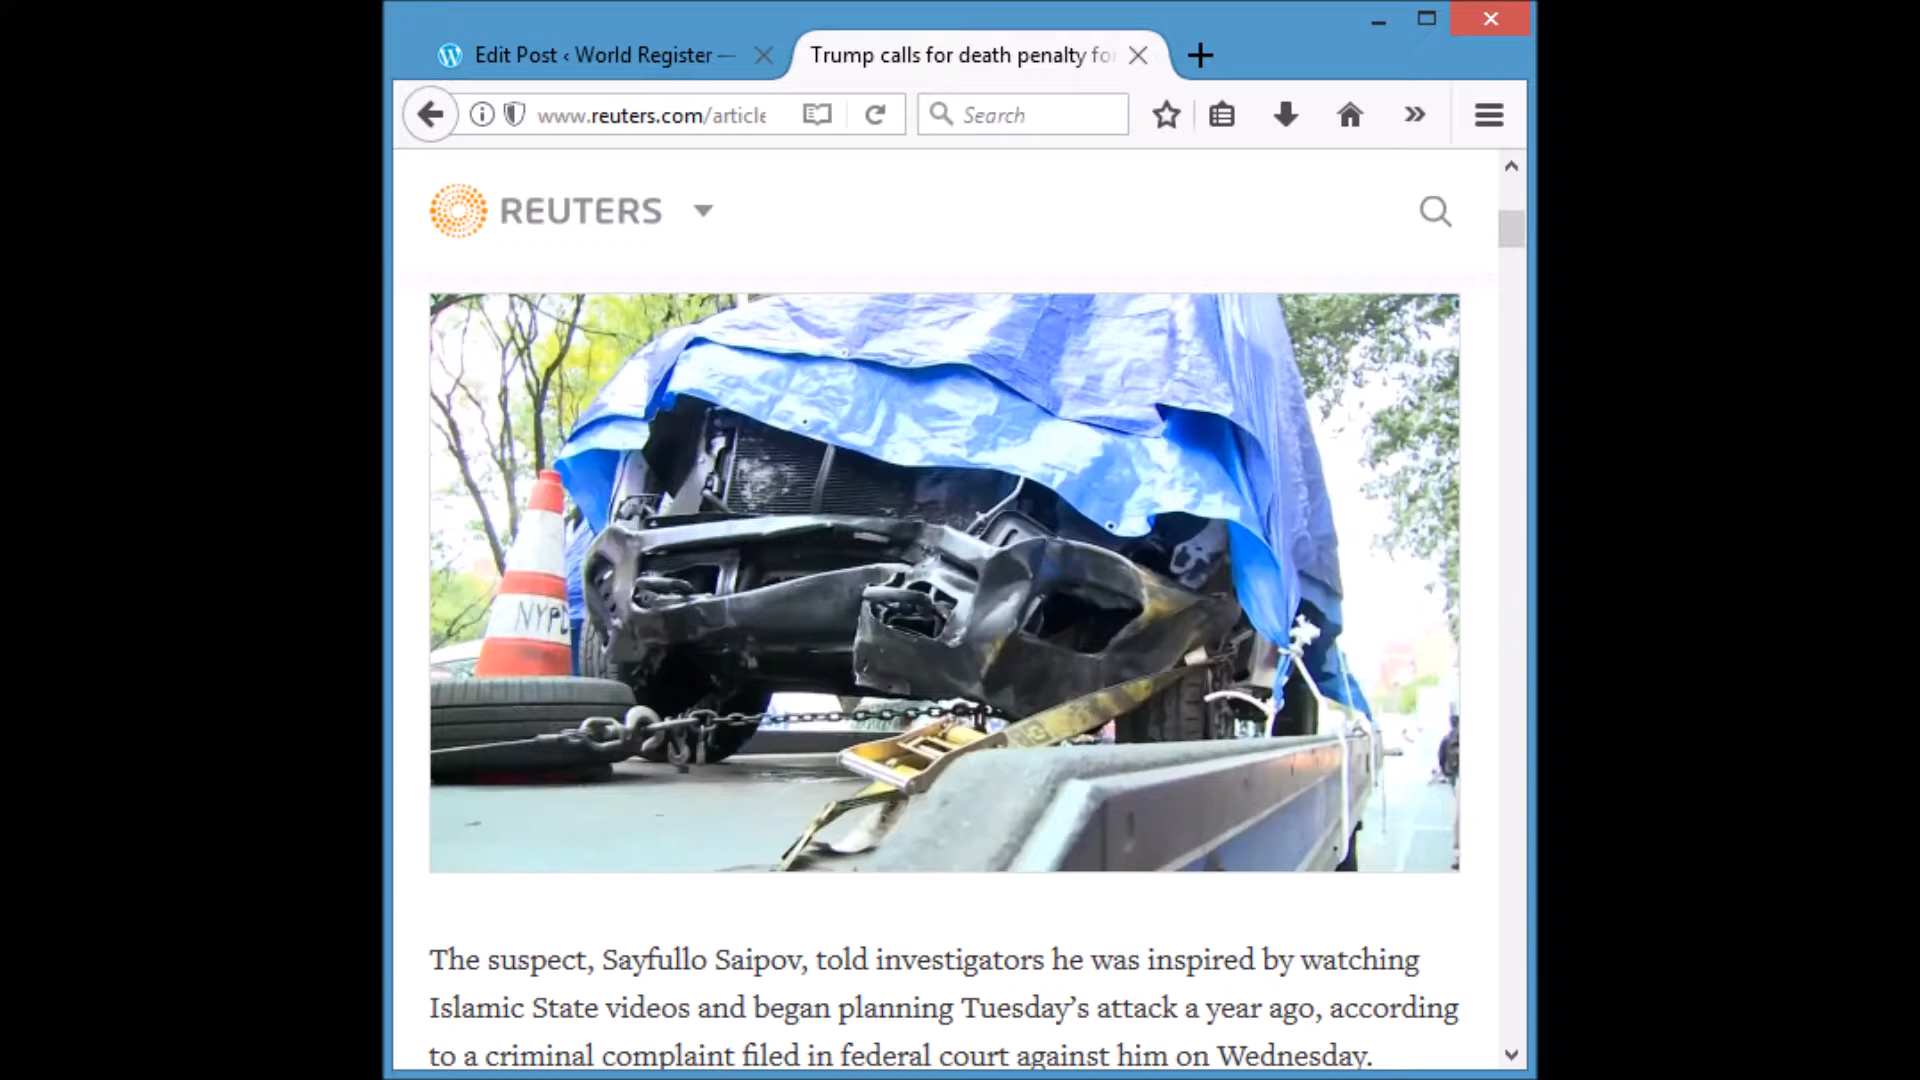 Edit Post ‹ World Register —
Trump calls for death penalty for
www.reuters.com/article
Search
REUTERS
NYPD
The suspect, Sayfullo Saipov, told investigators he was inspired by watching
Islamic State videos and began planning Tuesday’s attack a year ago, according
to a criminal complaint filed in federal court against him on Wednesday.